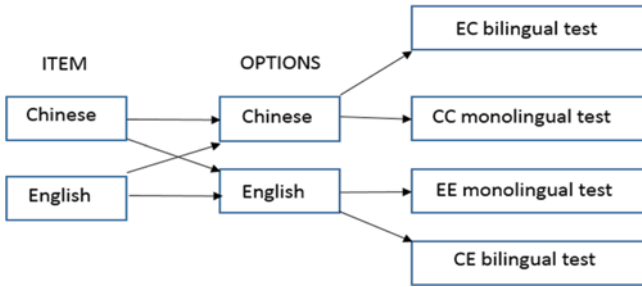 ITEM
Chinese
English
OPTIONS
Chinese
English
EC bilingual test
CC monolingual test
EE monolingual test
CE bilingual test